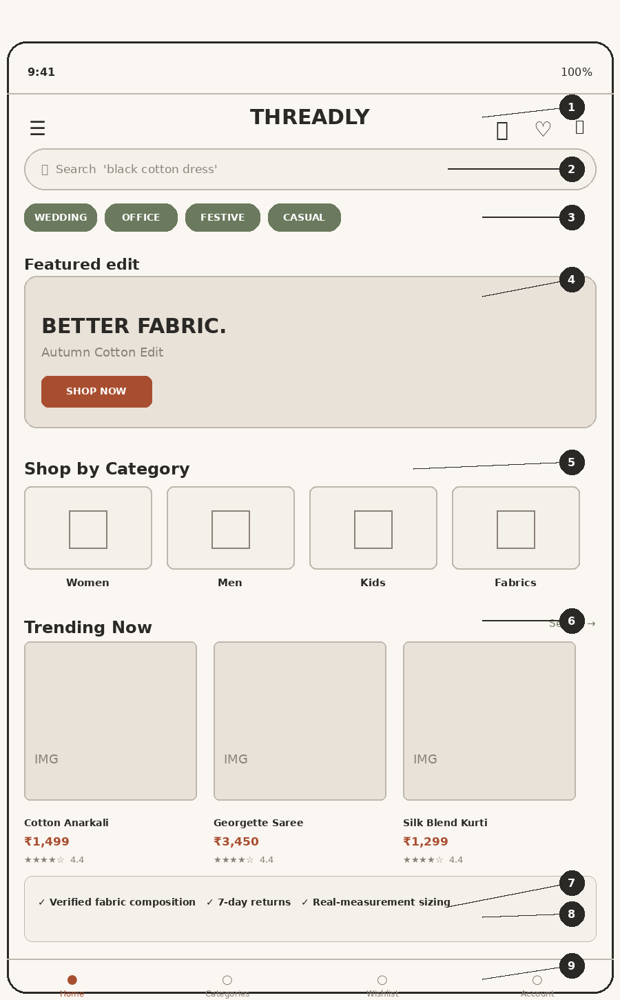 9:41 100%
1
☰ THREADLY ♡
Search 'black cotton dress' 2
WEDDING OFFICE FESTIVE CASUAL 3
Featured edit
4
BETTER FABRIC.
Autumn Cotton Edit
SHOP NOW
5
Shop by Category
Women Men Kids Fabrics
Trending Now 6 →
IMG IMG IMG
Cotton Anarkali Georgette Saree Silk Blend Kurti
₹1,499 ₹3,450 ₹1,299
★★★★☆ 4.4 ★★★★☆ 4.4 ★★★★☆ 4.4
7
✓ Verified fabric composition ✓ 7-day returns ✓ Real-measurement sizing
8
9
Home Categories Wishlist Account